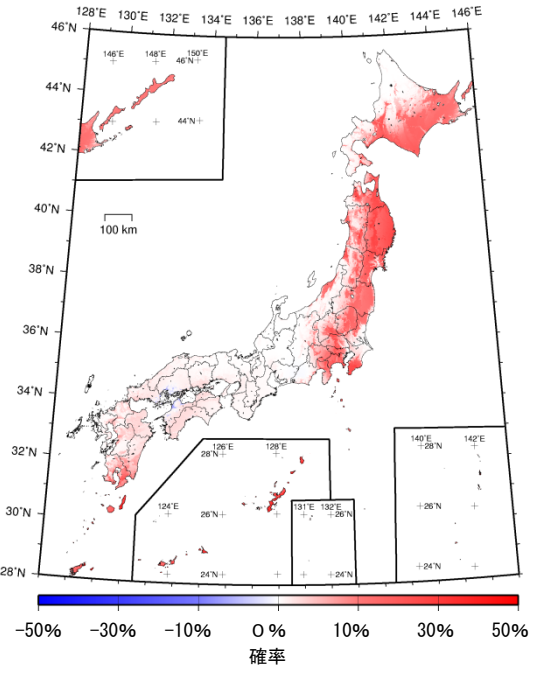 128°E 130°E 132°E 134°E 136°E 138°E 140°E 142°E 144°E 146°E
46°N
146°E 148°E 150°E
46°N
44°N
44°N
42°N
40°N
100 km
38°N
36°N
34°N
32°N
126°E 128°E
28°N
140°E 142°E
28°N
124°E
131°E 132°E
30°N
26°N
26°N
26°N
24°N
24°N
24°N
28°N
-50% -30% -10% 0% 10% 30% 50%
確率